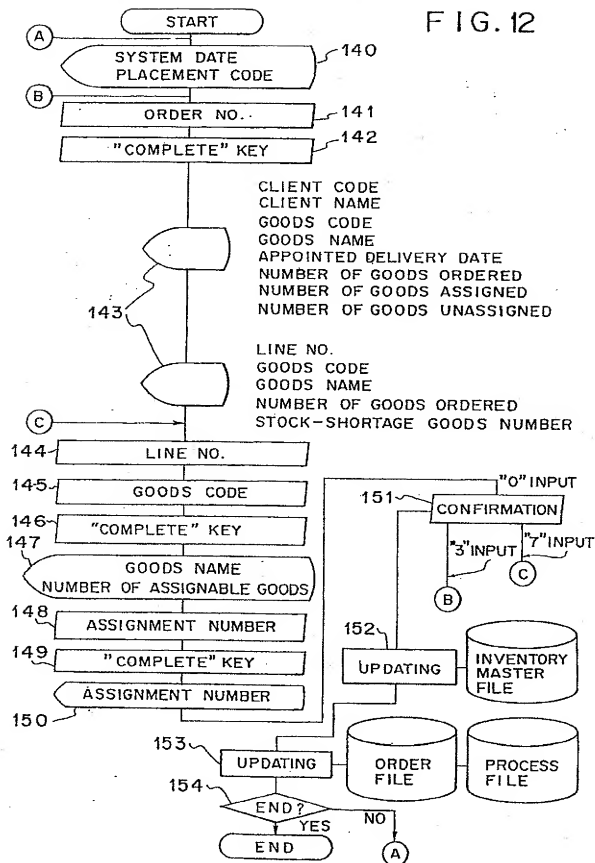 FIG. 12
START
A
SYSTEM DATE
PLACEMENT CODE
140
B
ORDER NO.
141
"COMPLETE" KEY
142
CLIENT CODE
CLIENT NAME
GOODS CODE
GOODS NAME
APPOINTED DELIVERY DATE
NUMBER OF GOODS ORDERED
NUMBER OF GOODS ASSIGNED
NUMBER OF GOODS UNASSIGNED
143
LINE NO.
GOODS CODE
GOODS NAME
NUMBER OF GOODS ORDERED
STOCK-SHORTAGE GOODS NUMBER
C
144
LINE NO.
145
GOODS CODE
146
"COMPLETE" KEY
147
GOODS NAME
NUMBER OF ASSIGNABLE GOODS
148
ASSIGNMENT NUMBER
149
"COMPLETE" KEY
ASSIGNMENT NUMBER
150
"0" INPUT
151
CONFIRMATION
"3" INPUT
"7" INPUT
B
C
152
UPDATING
INVENTORY
MASTER
FILE
153
UPDATING
ORDER
FILE
PROCESS
FILE
154
END?
YES
NO
END
A